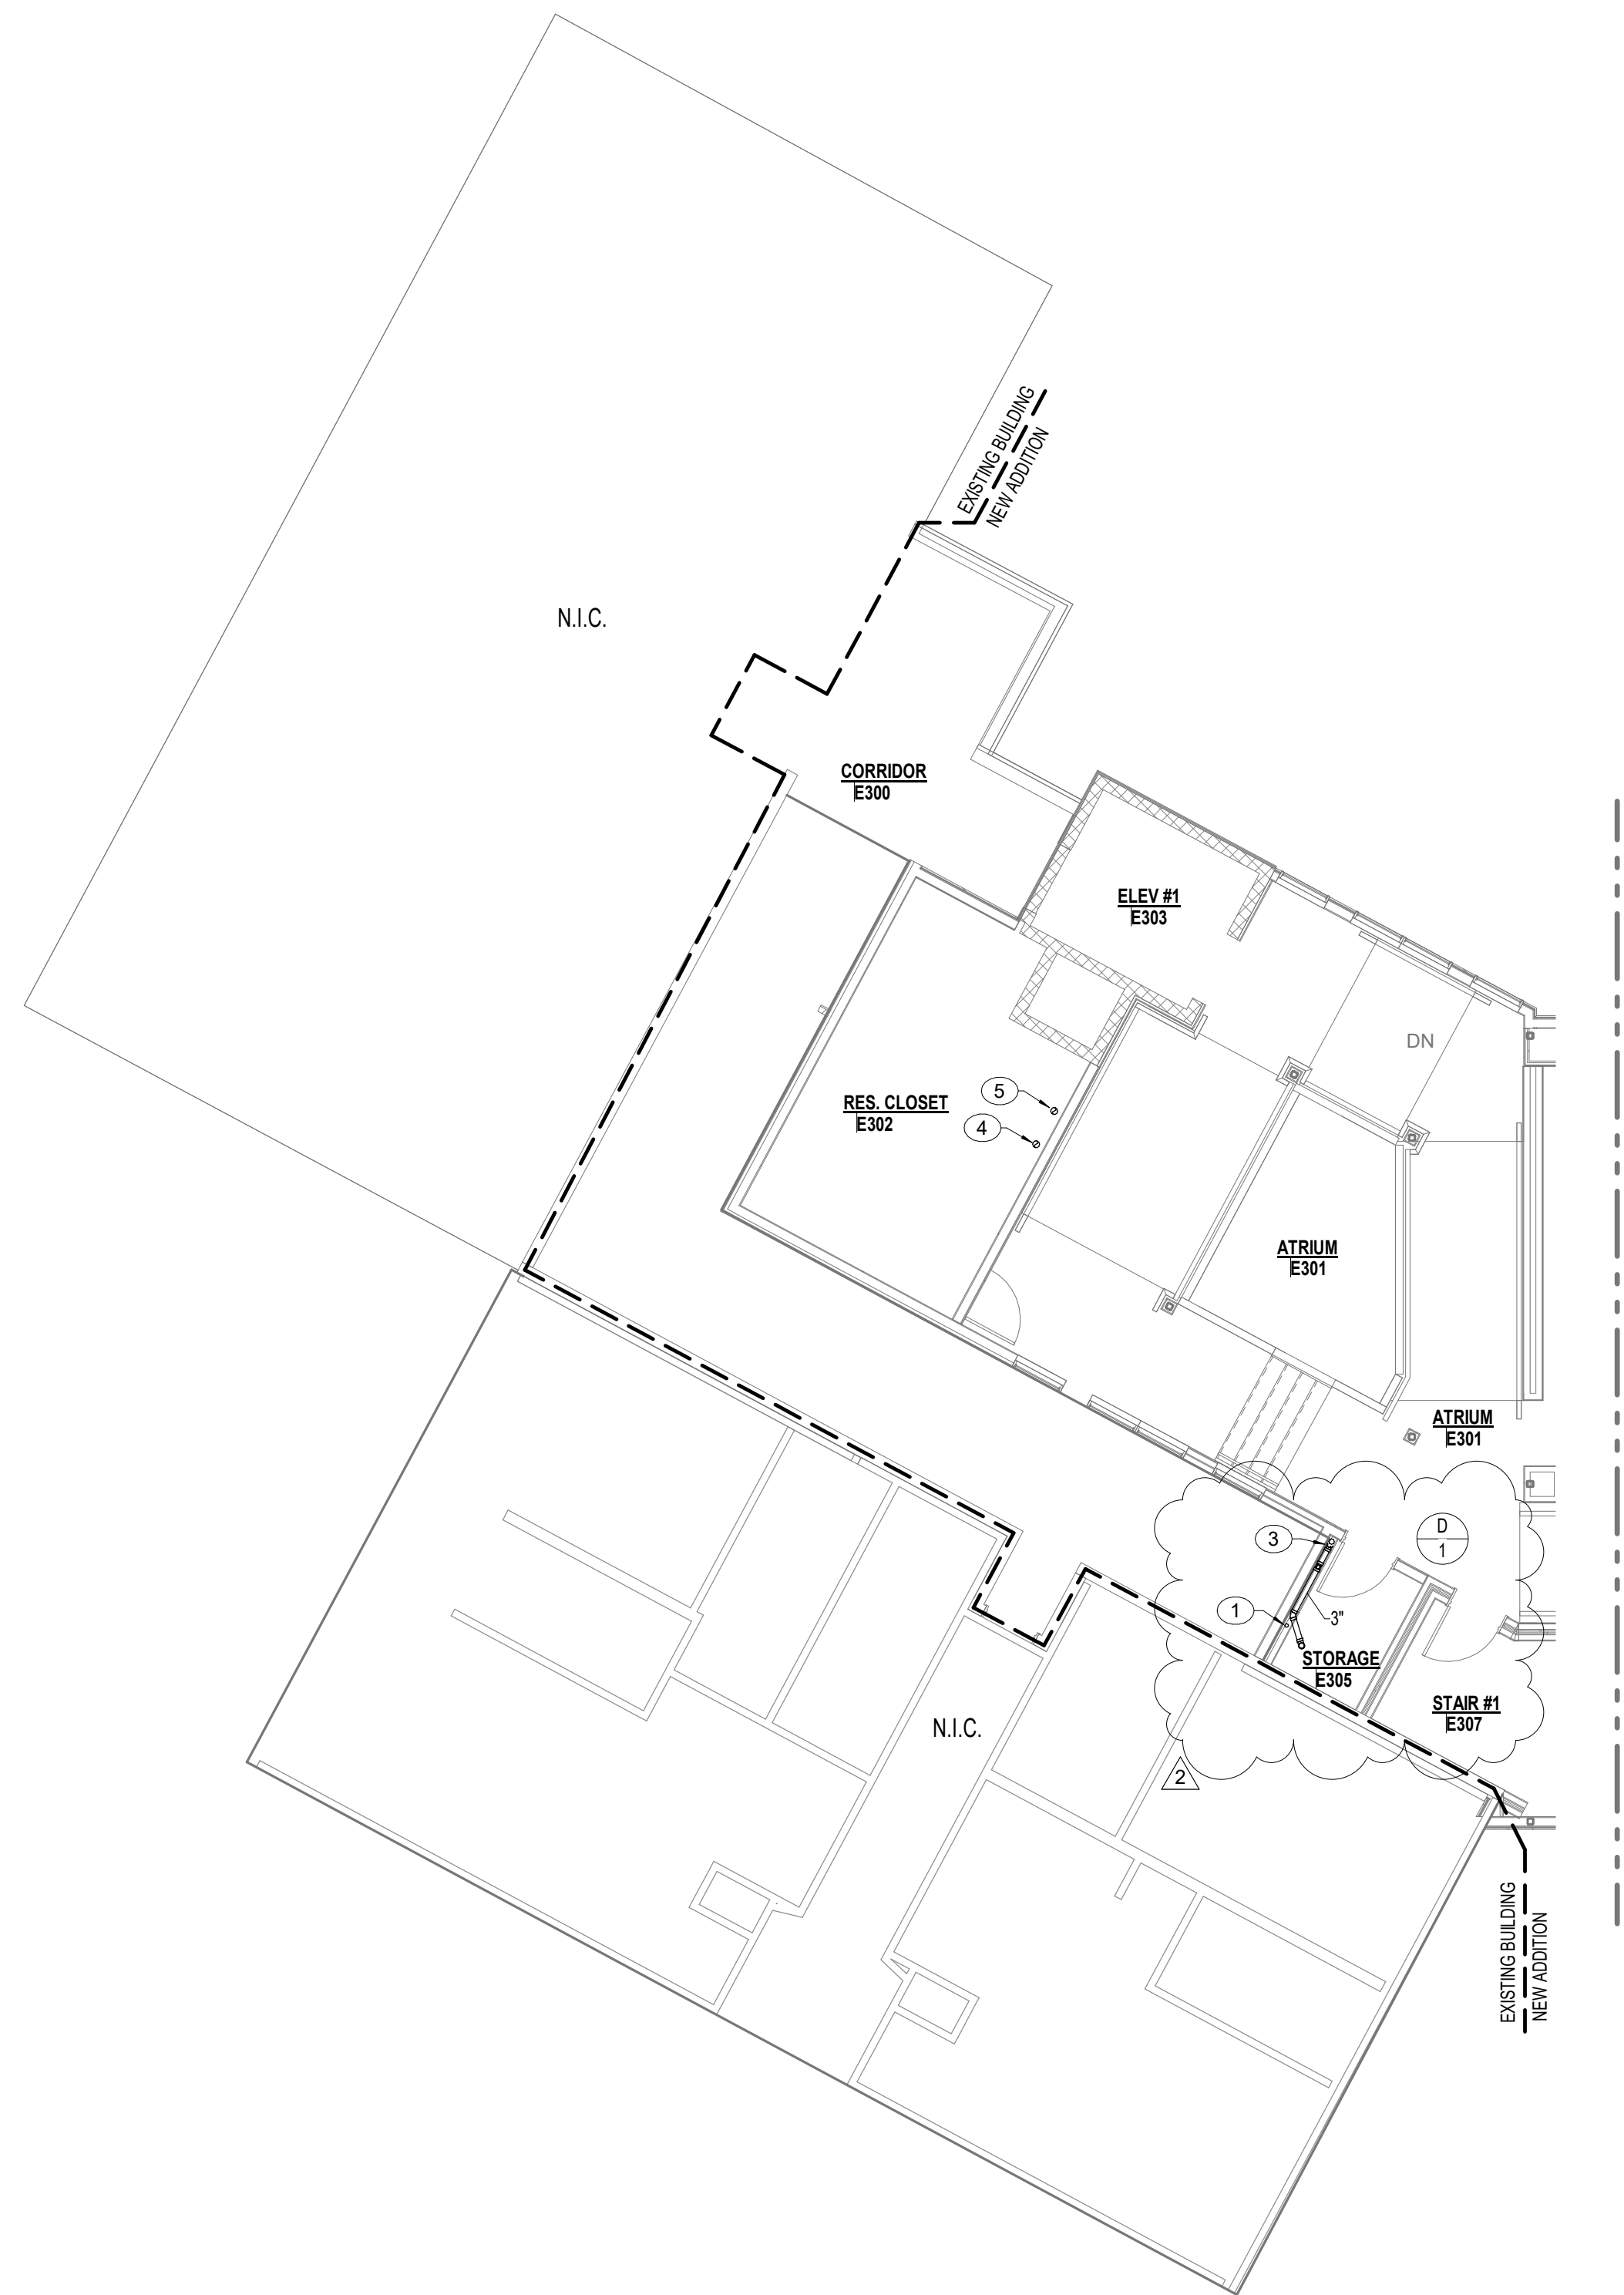 EXISTING BUILDING
NEW ADDITION
N.I.C.
CORRIDOR
E300
ELEV #1
E303
DN
5
RES. CLOSET
E302
4
ATRIUM
E301
ATRIUM
E301
D
1
3
1
3"
STORAGE
E305
STAIR #1
E307
N.I.C.
2
EXISTING BUILDING
NEW ADDITION